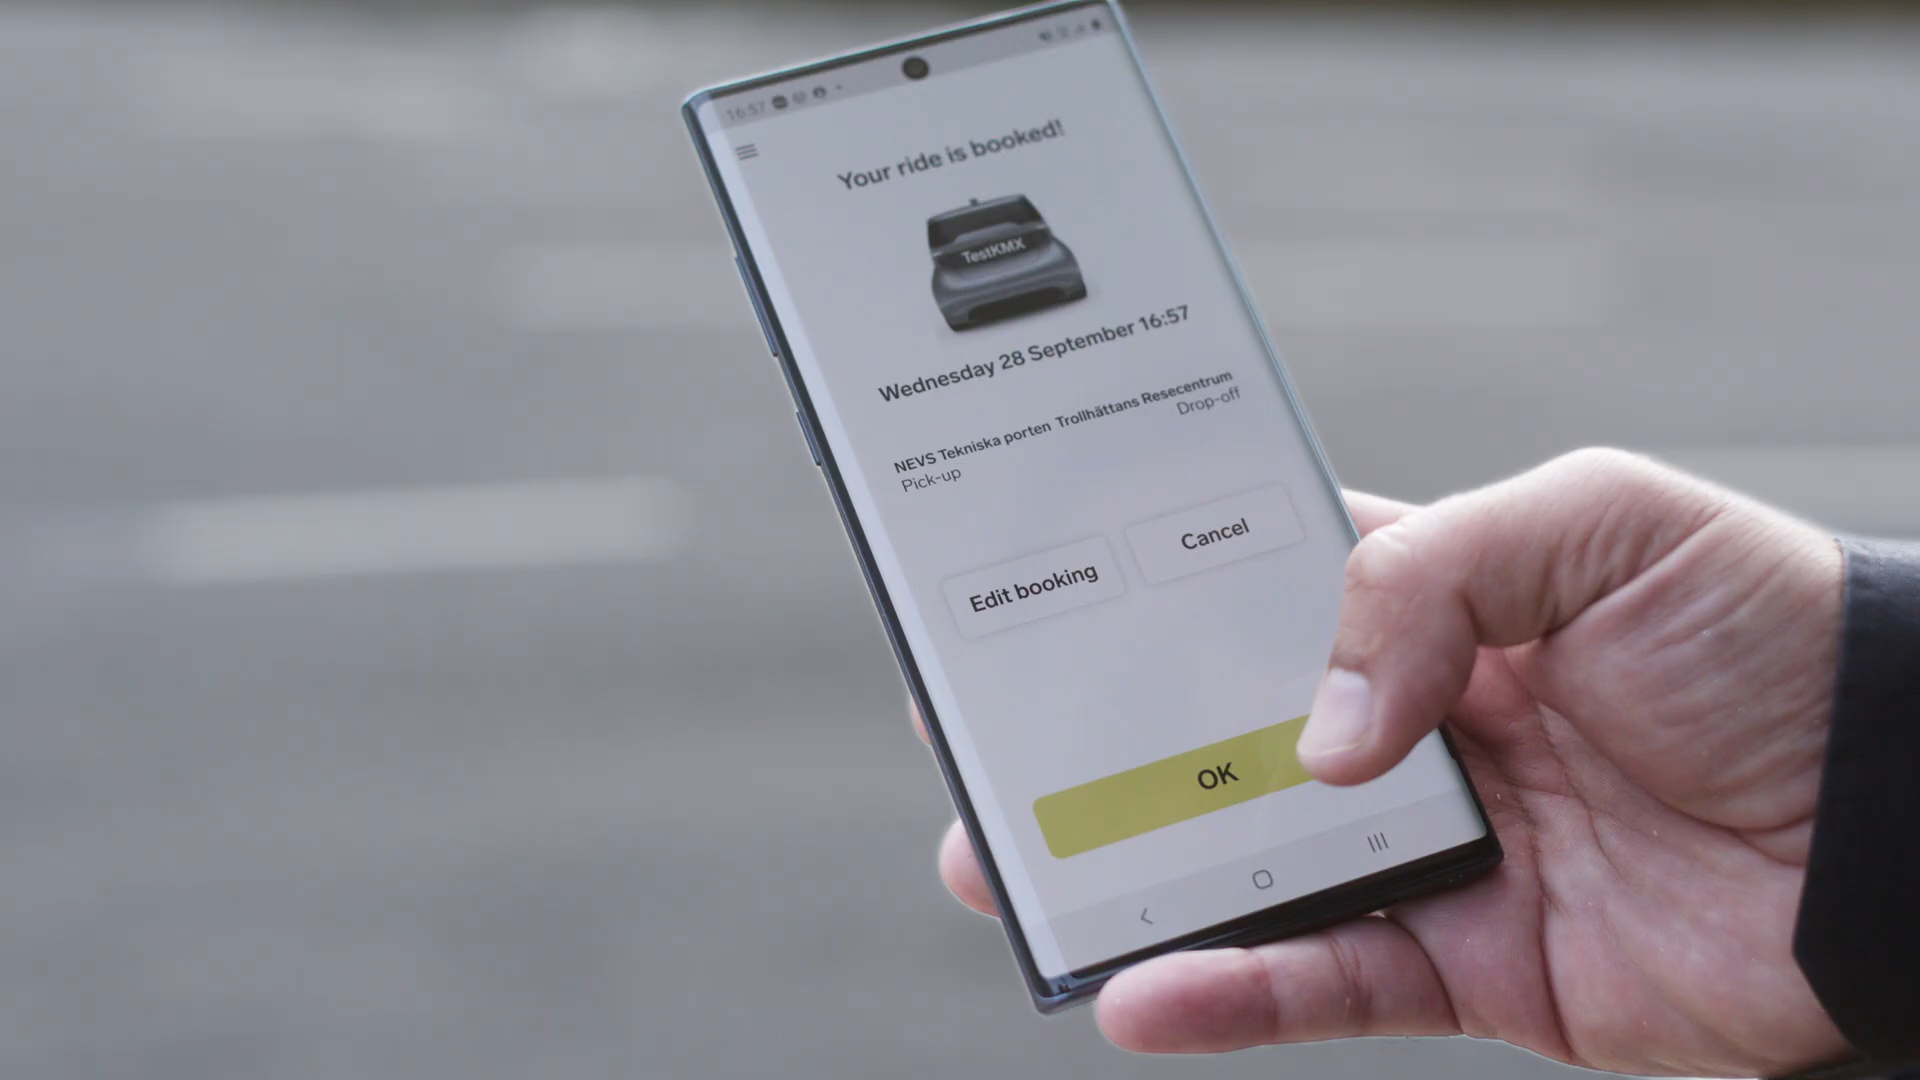 16:57
Your ride is booked!
TestKMX
Wednesday 28 September 16:57
NEVS Tekniska porten Trollhättans Resecentrum
Pick-up Drop-off
Edit booking Cancel
OK